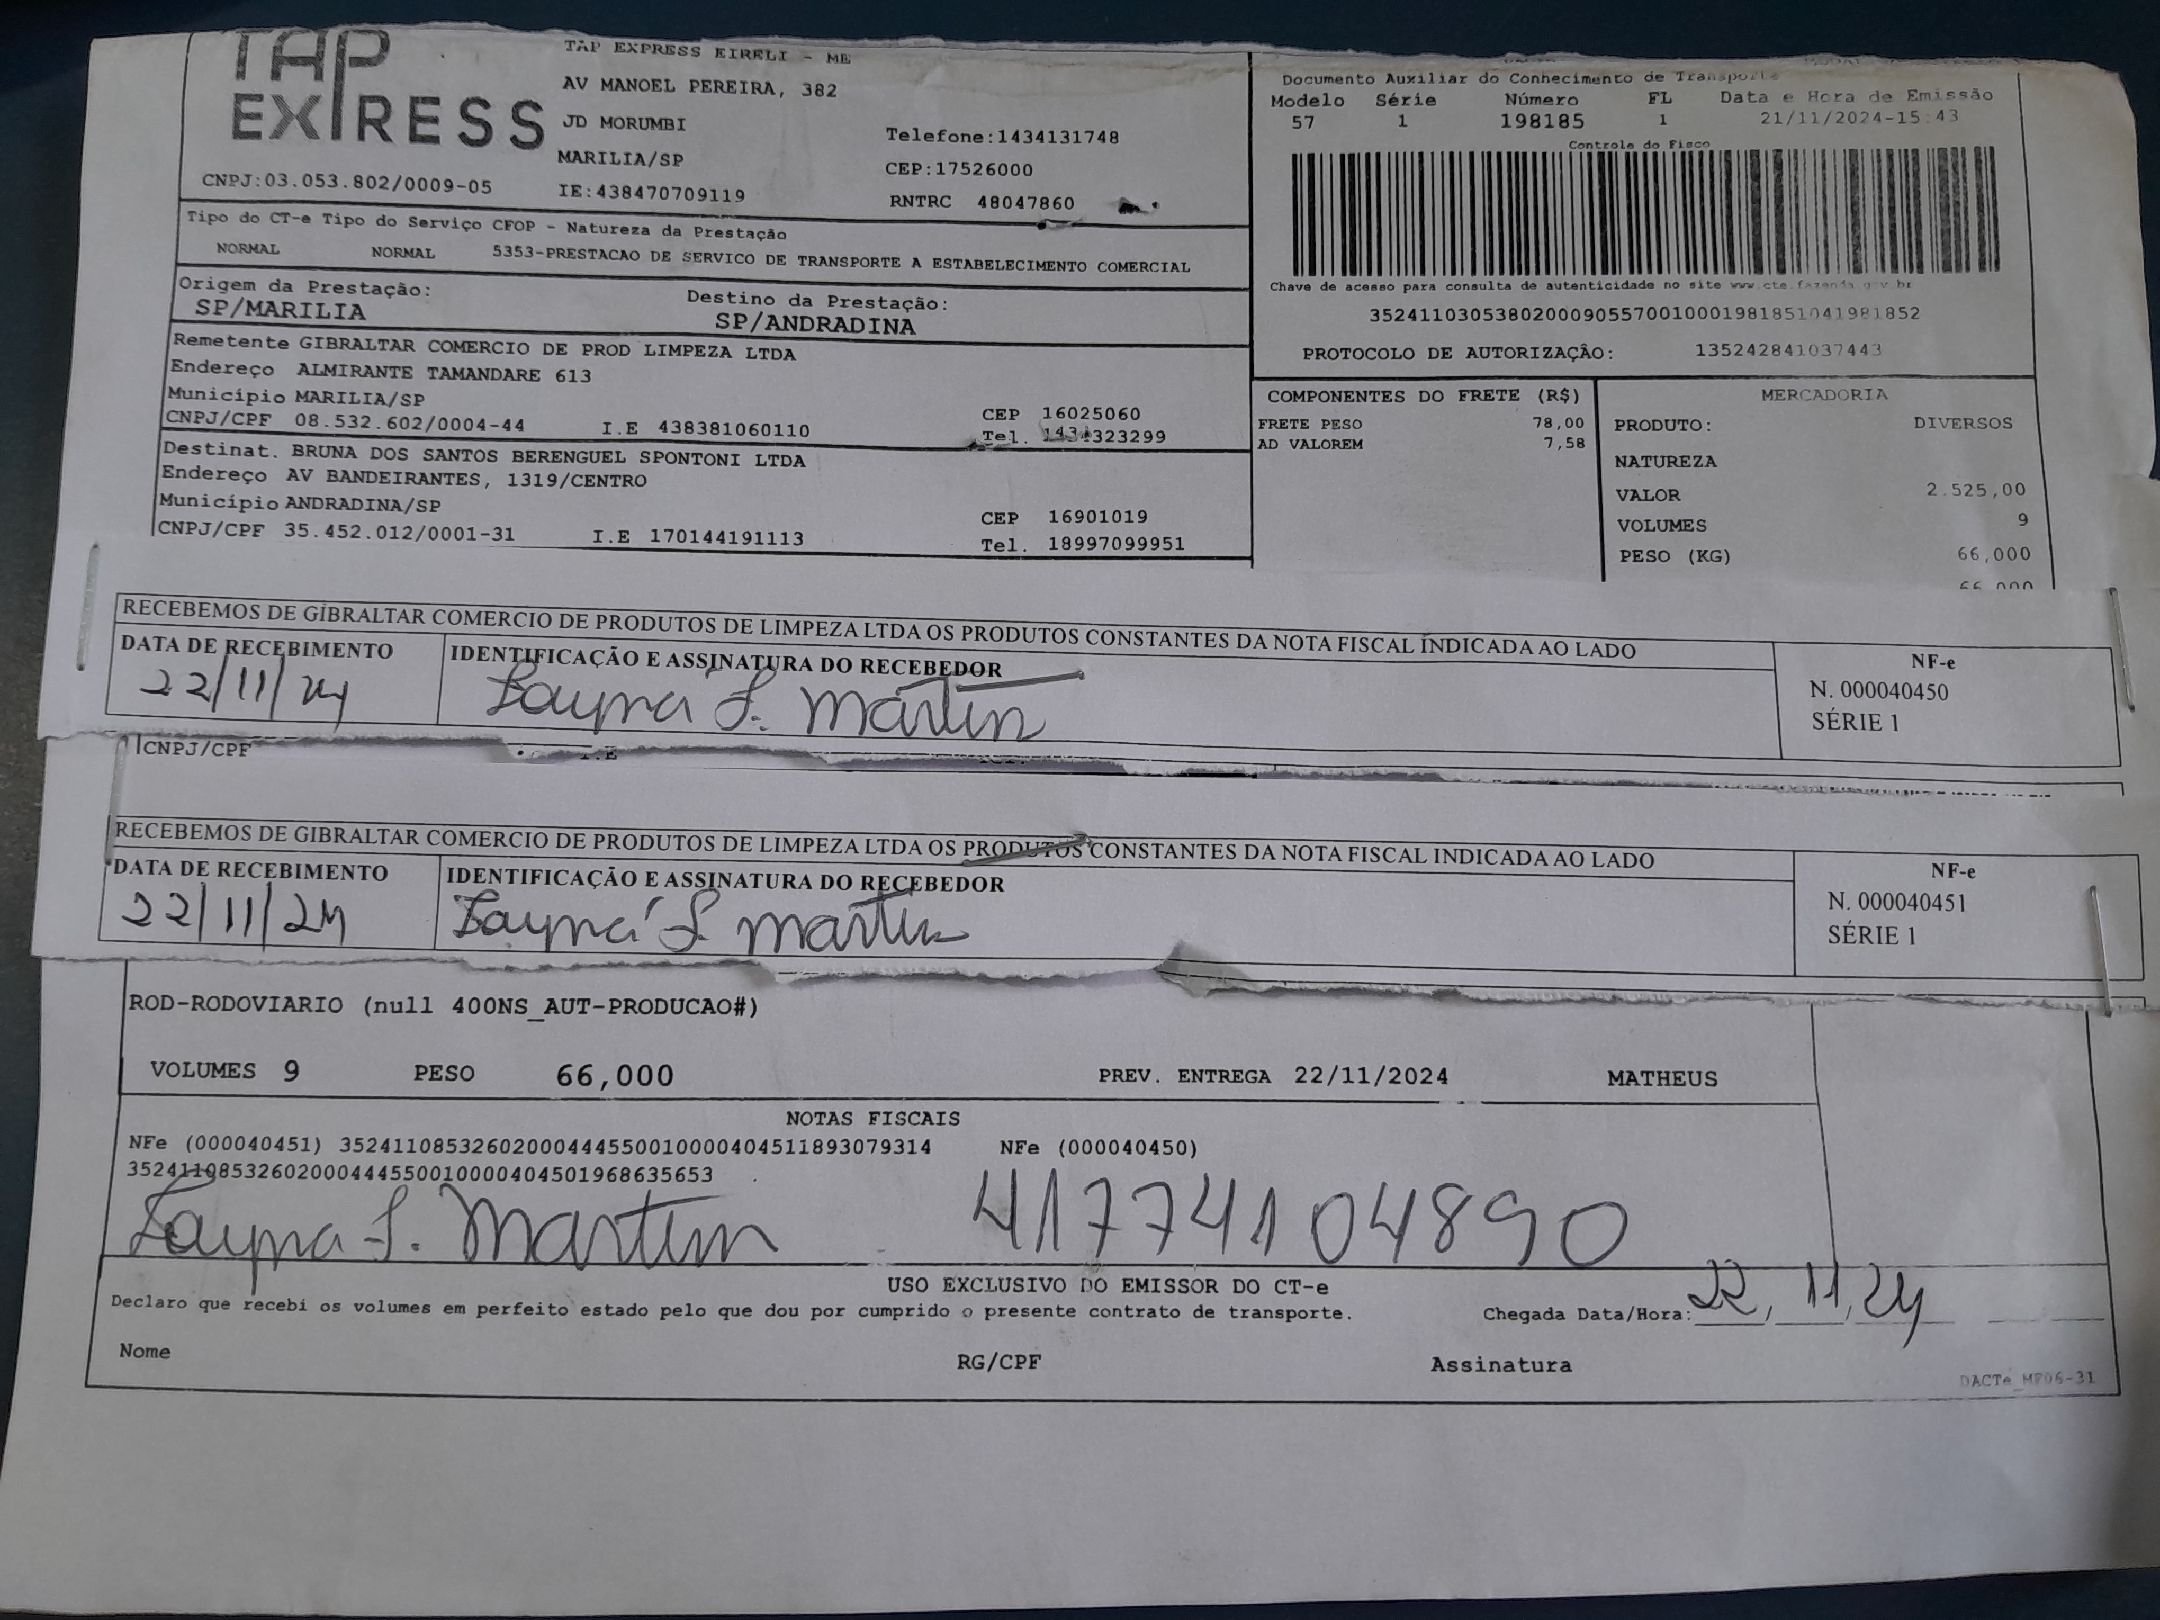 TAP EXPRESS
TAP EXPRESS EIRELI - ME
AV MANOEL PEREIRA, 382
JD MORUMBI
MARILIA/SP
Telefone:1434131748
CEP:17526000
CNPJ:03.053.802/0009-05
IE:438470709119
RNTRC 48047860
Documento Auxiliar do Conhecimento de Transporte
Modelo Série Número FL Data e Hora de Emissão
57 1 198185 1 21/11/2024-15:43
Controle do Fisco
Chave de acesso para consulta de autenticidade no site www.cte.fazenda.gov.br
35241103053802000905570010001981851041981852
PROTOCOLO DE AUTORIZAÇÃO: 135242841037443
Tipo do CT-e Tipo do Serviço CFOP - Natureza da Prestação
NORMAL NORMAL 5353-PRESTACAO DE SERVICO DE TRANSPORTE A ESTABELECIMENTO COMERCIAL
Origem da Prestação: Destino da Prestação:
SP/MARILIA SP/ANDRADINA
Remetente GIBRALTAR COMERCIO DE PROD LIMPEZA LTDA
Endereço ALMIRANTE TAMANDARE 613
Município MARILIA/SP CEP 16025060
CNPJ/CPF 08.532.602/0004-44 I.E 438381060110 Tel. 1434323299
Destinat. BRUNA DOS SANTOS BERENGUEL SPONTONI LTDA
Endereço AV BANDEIRANTES, 1319/CENTRO
Município ANDRADINA/SP CEP 16901019
CNPJ/CPF 35.452.012/0001-31 I.E 170144191113 Tel. 18997099951
COMPONENTES DO FRETE (R$)
FRETE PESO 78,00
AD VALOREM 7,58
MERCADORIA
PRODUTO: DIVERSOS
NATUREZA
VALOR 2.525,00
VOLUMES 9
PESO (KG) 66,000
66,000
RECEBEMOS DE GIBRALTAR COMERCIO DE PRODUTOS DE LIMPEZA LTDA OS PRODUTOS CONSTANTES DA NOTA FISCAL INDICADA AO LADO
DATA DE RECEBIMENTO IDENTIFICAÇÃO E ASSINATURA DO RECEBEDOR
22/11/24 Tayná S. Martin
NF-e
N. 000040450
SÉRIE 1
CNPJ/CPF I.E
RECEBEMOS DE GIBRALTAR COMERCIO DE PRODUTOS DE LIMPEZA LTDA OS PRODUTOS CONSTANTES DA NOTA FISCAL INDICADA AO LADO
DATA DE RECEBIMENTO IDENTIFICAÇÃO E ASSINATURA DO RECEBEDOR
22/11/24 Tayná S. Martin
NF-e
N. 000040451
SÉRIE 1
ROD-RODOVIARIO (null 400NS_AUT-PRODUCAO#)
VOLUMES 9 PESO 66,000 PREV. ENTREGA 22/11/2024 MATHEUS
NOTAS FISCAIS
NFe (000040451) 35241108532602000444550010000404511893079314 NFe (000040450)
35241108532602000444550010000404501968635653
Tayna S. Martin 41774104890
USO EXCLUSIVO DO EMISSOR DO CT-e
Declaro que recebi os volumes em perfeito estado pelo que dou por cumprido o presente contrato de transporte. Chegada Data/Hora: 22/11/24
Nome RG/CPF Assinatura
DACTe_MF06-31